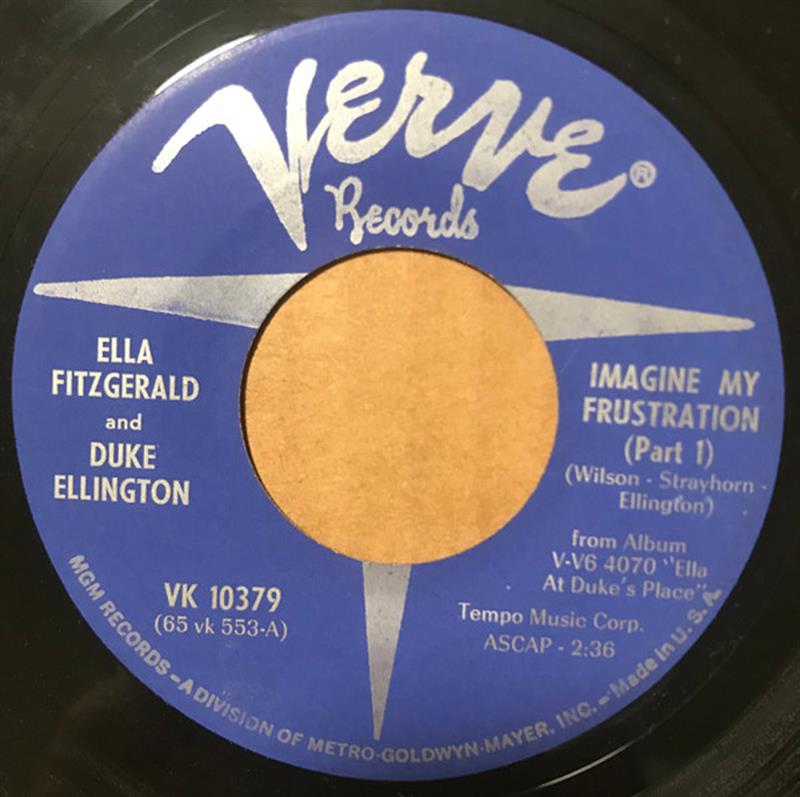 Verve ®
Records
ELLA
FITZGERALD
and
DUKE
ELLINGTON
IMAGINE MY
FRUSTRATION
(Part 1)
(Wilson - Strayhorn -
Ellington)
from Album
V-V6 4070 "Ella
At Duke's Place"
Tempo Music Corp.
ASCAP - 2:36
VK 10379
(65 vk 553-A)
MGM RECORDS - A DIVISION OF METRO-GOLDWYN-MAYER, INC. - Made in U. S. A.